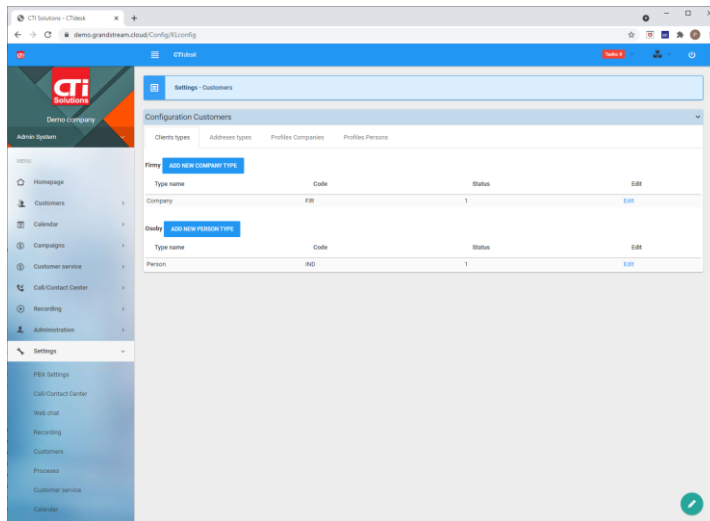 CTI Solutions - CTIdesk
demo.grandstream.cloud/Config/KLconfig
CTI
CTIdesk
Tasks 0
CTi
Solutions
Demo company
Admin System
MENU
Homepage
Customers
Calendar
Campaigns
Customer service
Call/Contact Center
Recording
Administration
Settings
PBX Settings
Call/Contact Center
Web chat
Recording
Customers
Processes
Customer service
Calendar
Settings - Customers
Configuration Customers
Clients types Addreses types Profiles Companies Profiles Persons
Firmy ADD NEW COMPANY TYPE
Type name Code Status Edit
Company FIR 1 Edit
Osoby ADD NEW PERSON TYPE
Type name Code Status Edit
Person IND 1 Edit